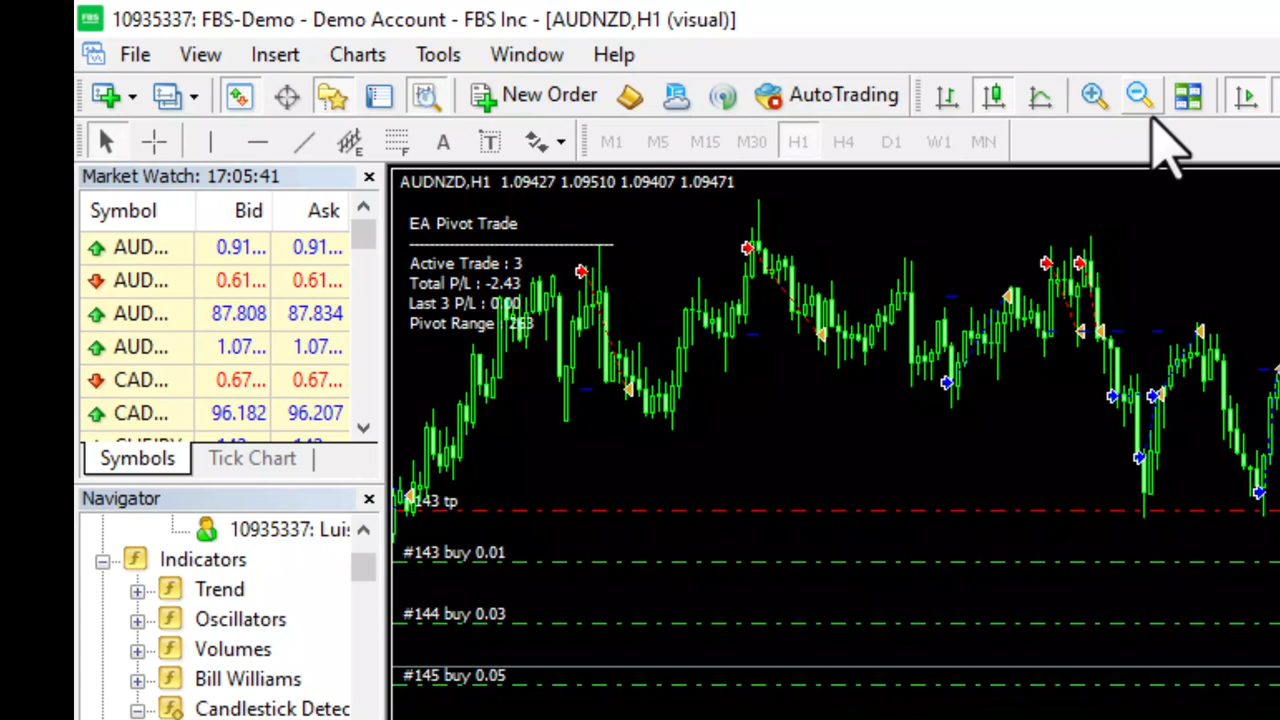 10935337: FBS-Demo - Demo Account - FBS Inc - [AUDNZD,H1 (visual)]
File View Insert Charts Tools Window Help
New Order AutoTrading
A T M1 M5 M15 M30 H1 H4 D1 W1 MN
Market Watch: 17:05:41
Symbol Bid Ask
AUD... 0.91... 0.91...
AUD... 0.61... 0.61...
AUD... 87.808 87.834
AUD... 1.07... 1.07...
CAD... 0.67... 0.67...
CAD... 96.182 96.207
Symbols Tick Chart
Navigator
10935337: Luis
Indicators
Trend
Oscillators
Volumes
Bill Williams
Candlestick Detec
AUDNZD,H1 1.09427 1.09510 1.09407 1.09471
EA Pivot Trade
Active Trade : 3
Total P/L : -2.43
Last 3 P/L : 0.00
Pivot Range : 263
#143 tp
#143 buy 0.01
#144 buy 0.03
#145 buy 0.05